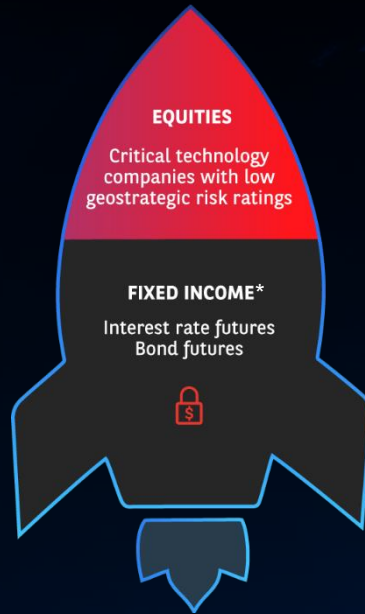 EQUITIES
Critical technology
companies with low
geostrategic risk ratings
FIXED INCOME*
Interest rate futures
Bond futures
$